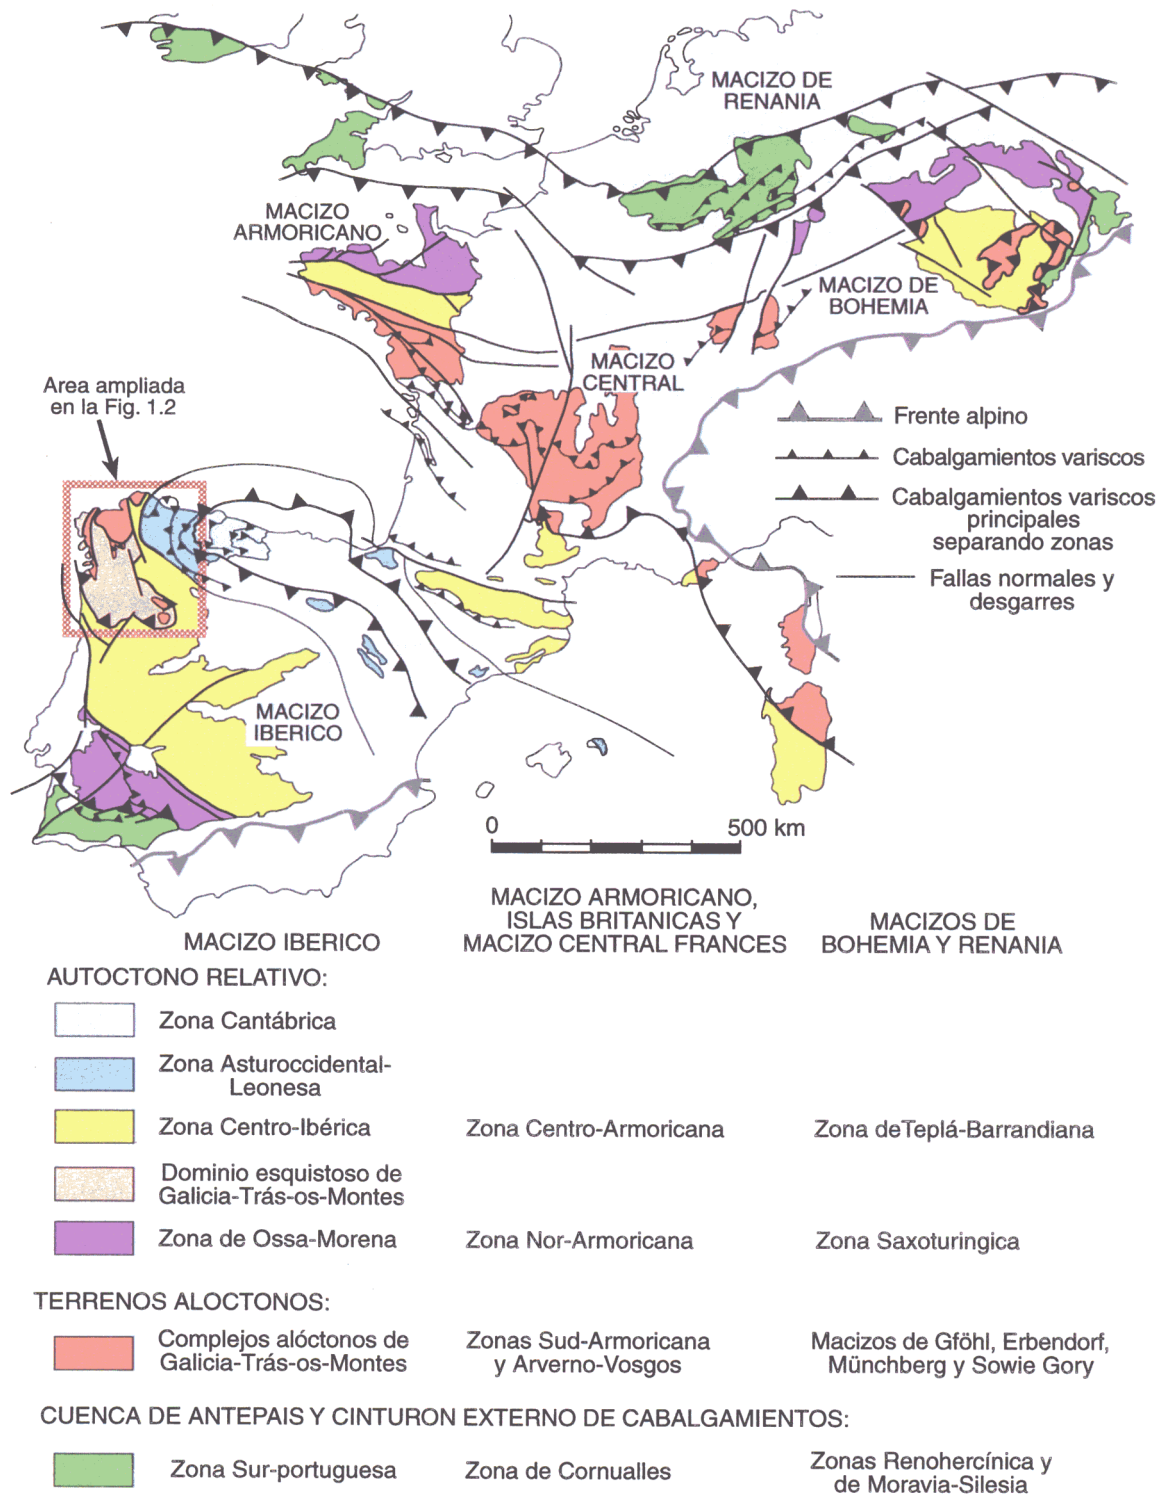 MACIZO DE
RENANIA
MACIZO
ARMORICANO
MACIZO DE
BOHEMIA
MACIZO
CENTRAL
Area ampliada
en la Fig. 1.2
Frente alpino
Cabalgamientos variscos
Cabalgamientos variscos
principales
separando zonas
Fallas normales y
desgarres
MACIZO
IBERICO
0
500 km
MACIZO IBERICO
MACIZO ARMORICANO,
ISLAS BRITANICAS Y
MACIZO CENTRAL FRANCES
MACIZOS DE
BOHEMIA Y RENANIA
AUTOCTONO RELATIVO:
Zona Cantábrica
Zona Asturoccidental-
Leonesa
Zona Centro-Ibérica
Zona Centro-Armoricana
Zona deTeplá-Barrandiana
Dominio esquistoso de
Galicia-Trás-os-Montes
Zona de Ossa-Morena
Zona Nor-Armoricana
Zona Saxoturingica
TERRENOS ALOCTONOS:
Complejos alóctonos de
Galicia-Trás-os-Montes
Zonas Sud-Armoricana
y Arverno-Vosgos
Macizos de Gföhl, Erbendorf,
Münchberg y Sowie Gory
CUENCA DE ANTEPAIS Y CINTURON EXTERNO DE CABALGAMIENTOS:
Zona Sur-portuguesa
Zona de Cornualles
Zonas Renohercínica y
de Moravia-Silesia